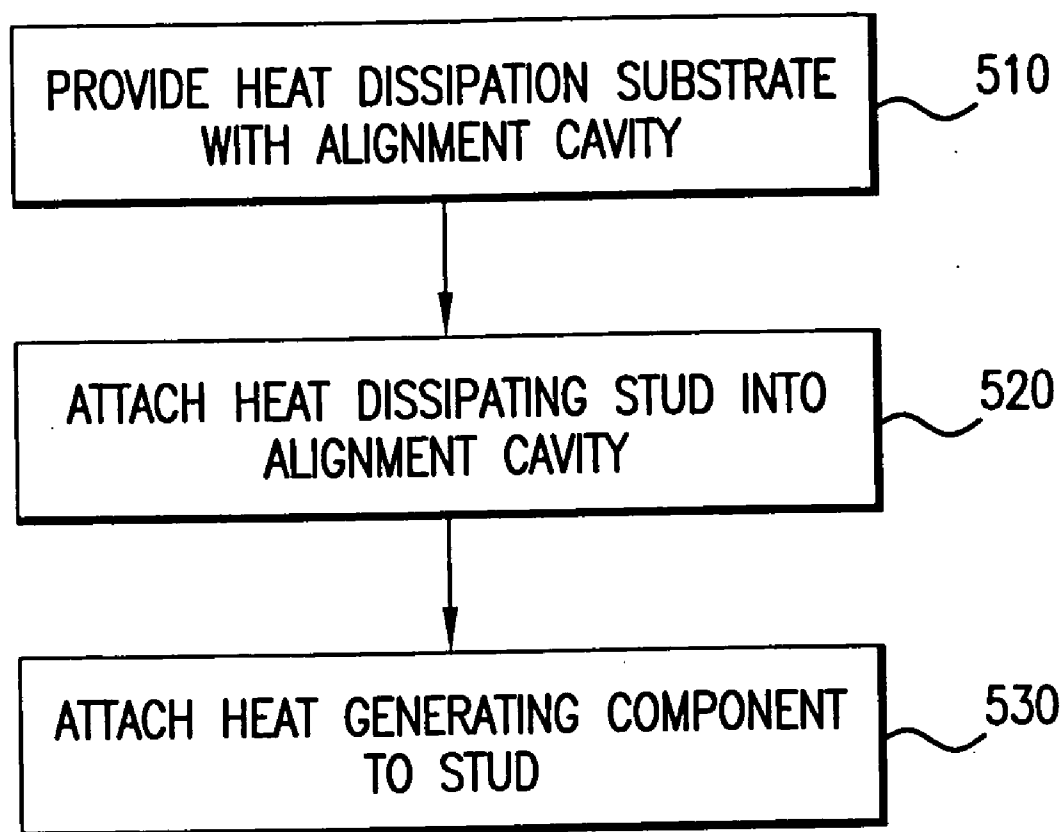 PROVIDE HEAT DISSIPATION SUBSTRATE
WITH ALIGNMENT CAVITY
510
ATTACH HEAT DISSIPATING STUD INTO
ALIGNMENT CAVITY
520
ATTACH HEAT GENERATING COMPONENT
TO STUD
530